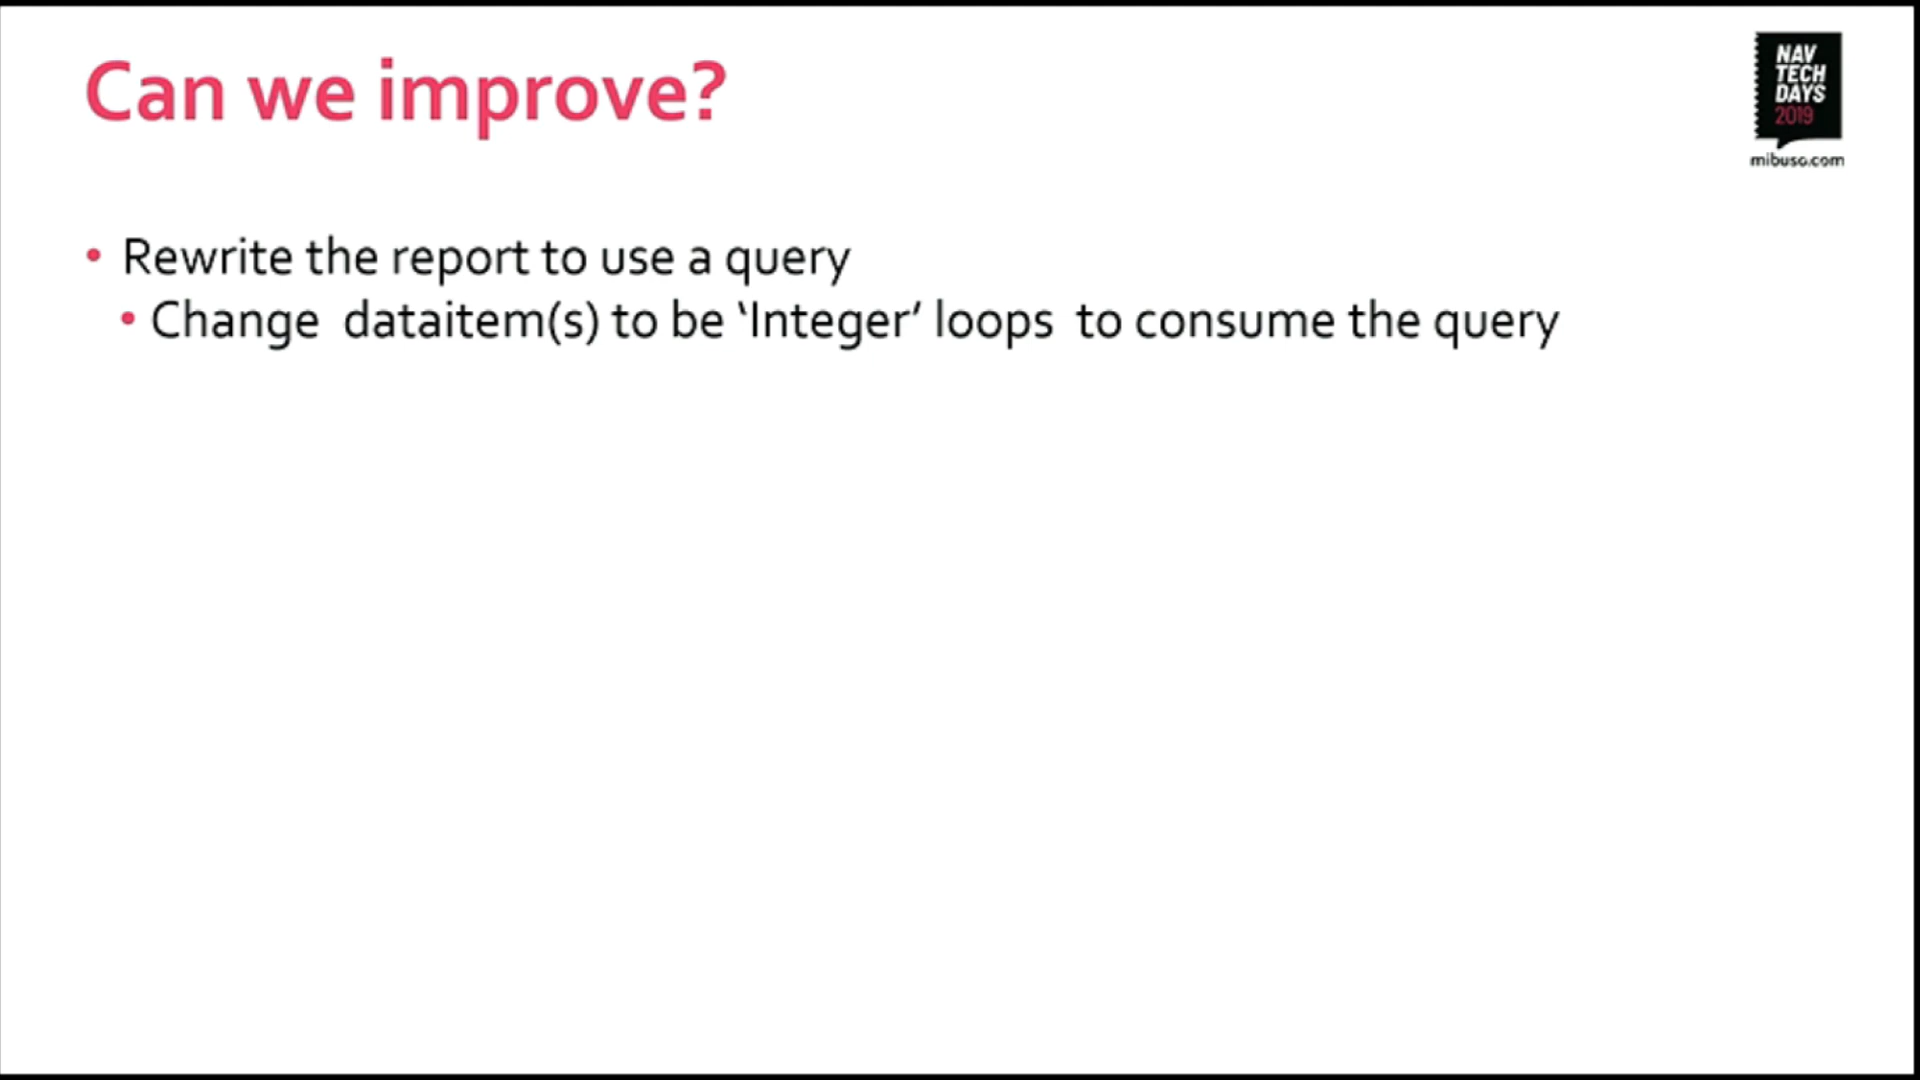 Can we improve?
NAV
TECH
DAYS
2019
mibuso.com
• Rewrite the report to use a query
• Change dataitem(s) to be ‘Integer’ loops to consume the query